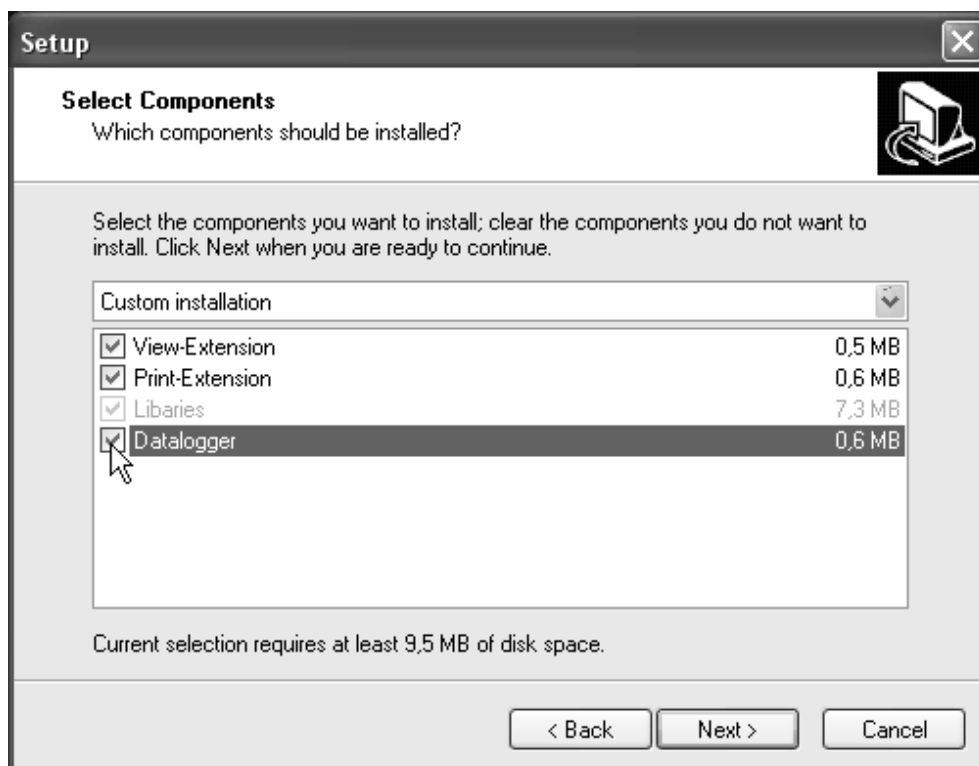 Setup
Select Components
Which components should be installed?
Select the components you want to install; clear the components you do not want to
install. Click Next when you are ready to continue.
Custom installation
View-Extension 0,5 MB
Print-Extension 0,6 MB
Libaries 7,3 MB
Datalogger 0,6 MB
Current selection requires at least 9,5 MB of disk space.
< Back Next > Cancel